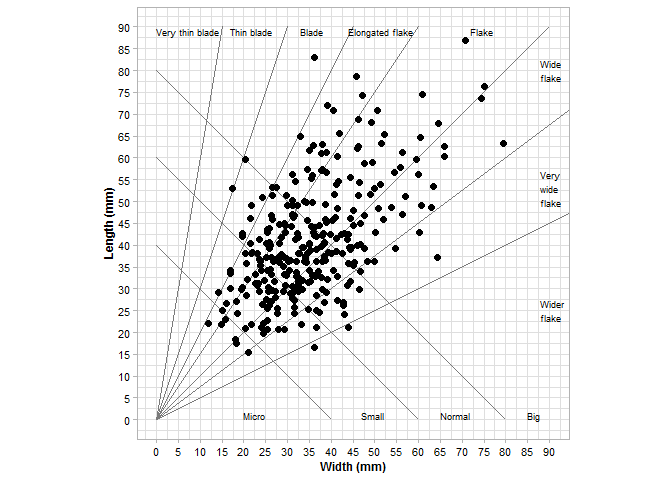 90
Very thin blade Thin blade Blade Elongated flake Flake
85
80
Wide
flake
75
70
65
60
55
Very
wide
flake
50
45
40
35
30
25
Wider
flake
20
15
10
5
0
Micro Small Normal Big
Length (mm)
0 5 10 15 20 25 30 35 40 45 50 55 60 65 70 75 80 85 90
Width (mm)